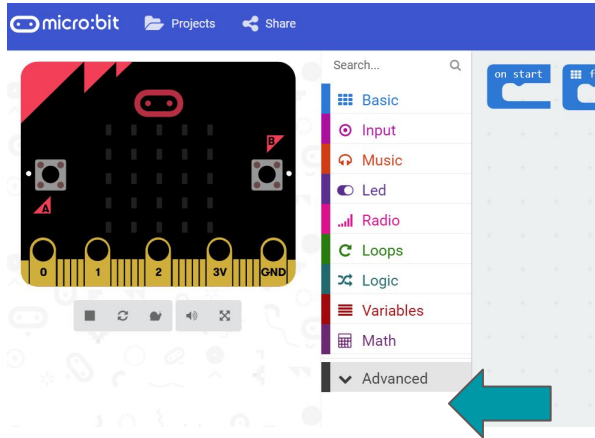 micro:bit Projects Share
Search...
on start
f
Basic
Input
Music
Led
Radio
Loops
Logic
Variables
Math
Advanced
B
A
0 1 2 3V GND